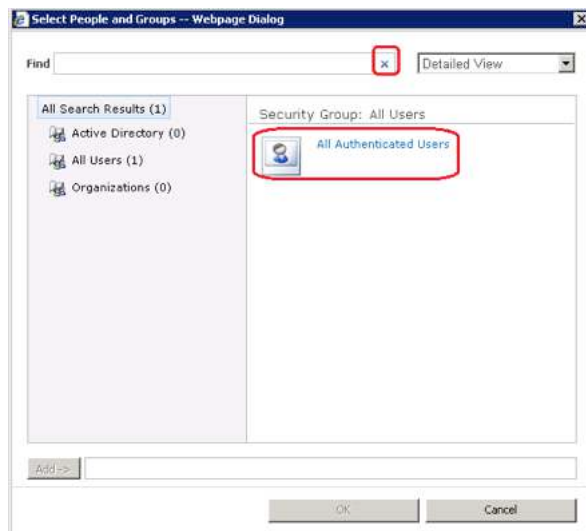 Select People and Groups -- Webpage Dialog
Find
Detailed View
All Search Results (1)
Active Directory (0)
All Users (1)
Organizations (0)
Security Group: All Users
All Authenticated Users
Add ->
OK
Cancel